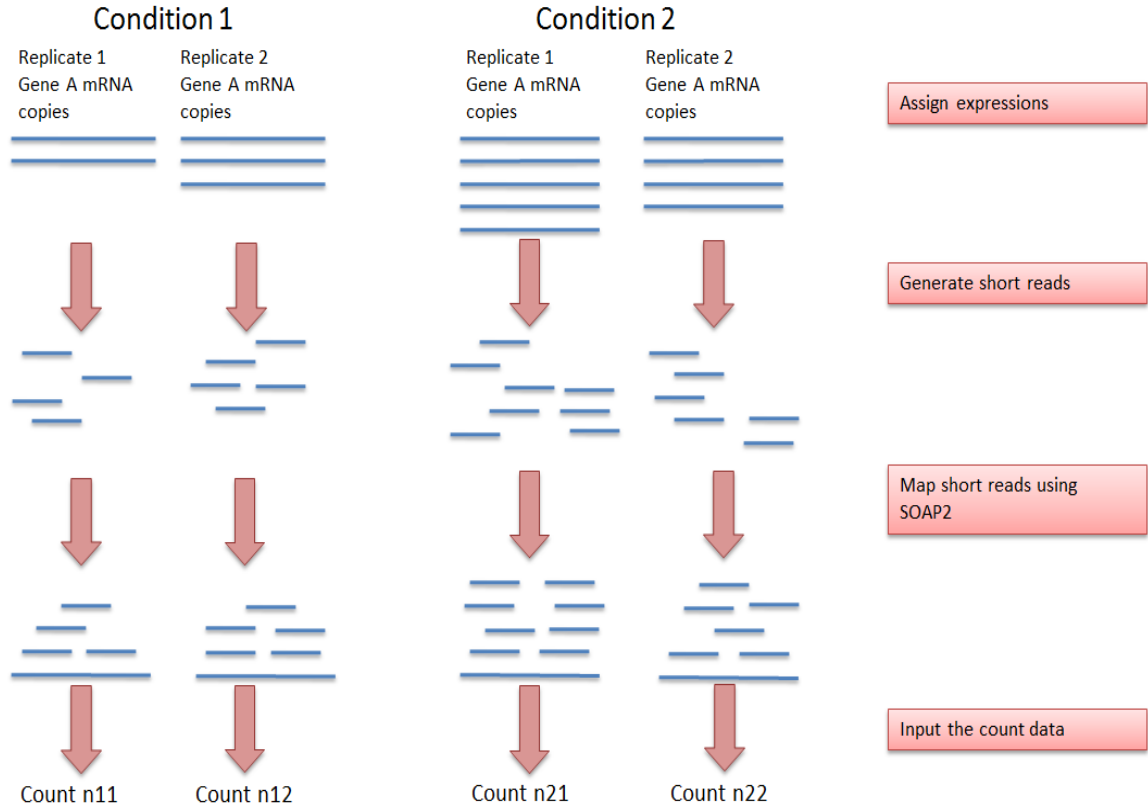 Condition 1
Condition 2
Replicate 1
Gene A mRNA
copies
Replicate 2
Gene A mRNA
copies
Replicate 1
Gene A mRNA
copies
Replicate 2
Gene A mRNA
copies
Assign expressions
Generate short reads
Map short reads using
SOAP2
Input the count data
Count n11
Count n12
Count n21
Count n22